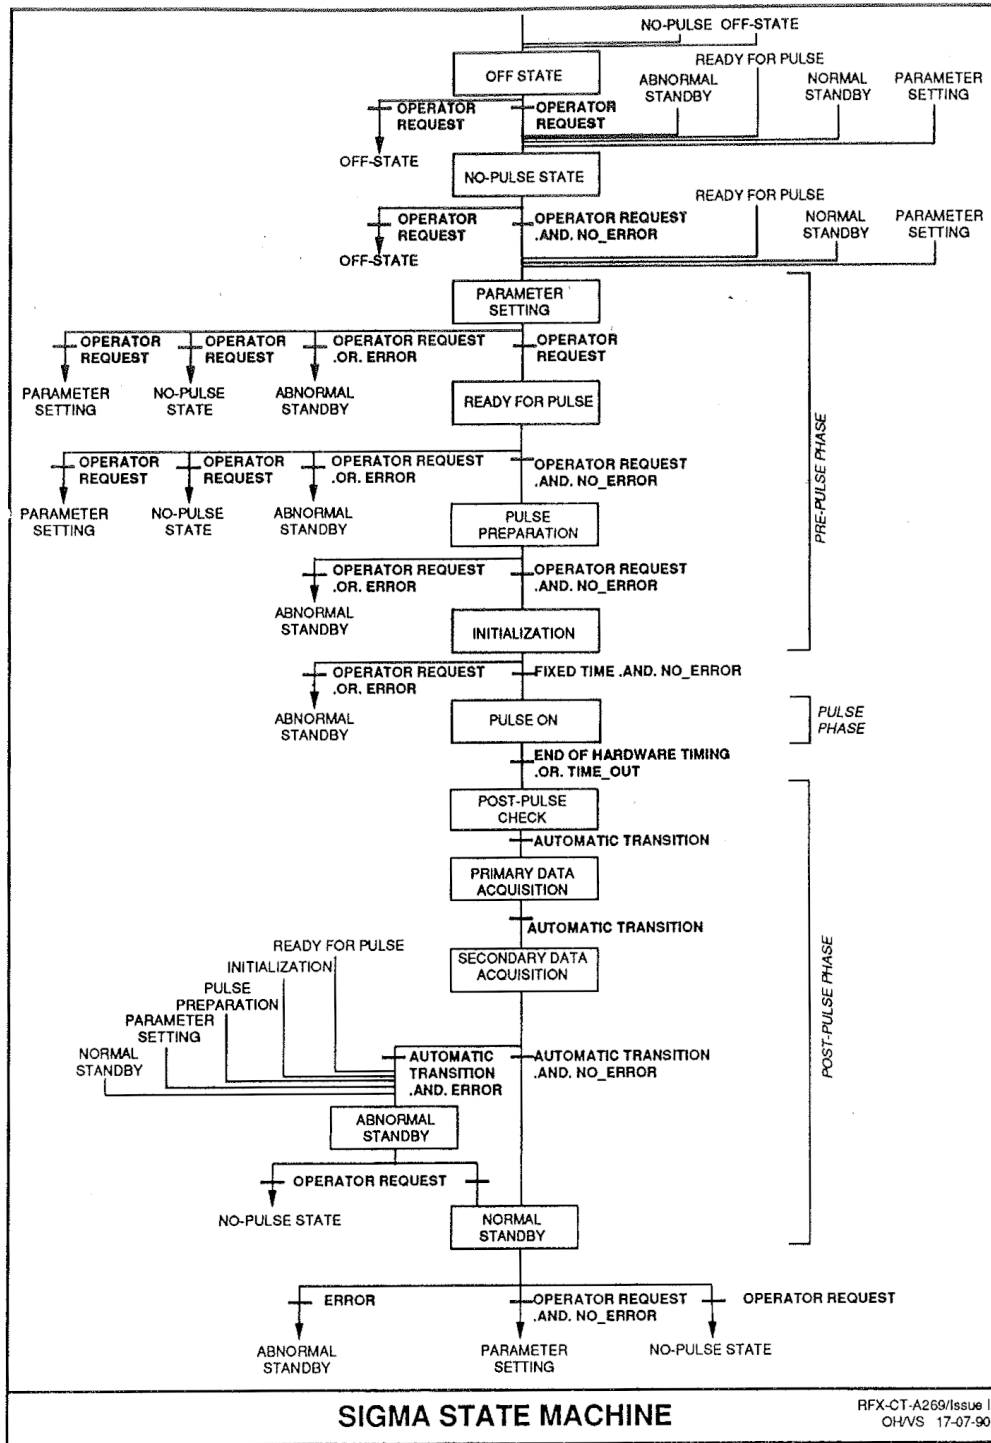 NO-PULSE OFF-STATE
READY FOR PULSE
OFF STATE
ABNORMAL
STANDBY
NORMAL
STANDBY
PARAMETER
SETTING
OPERATOR
REQUEST
OPERATOR
REQUEST
OFF-STATE
NO-PULSE STATE
READY FOR PULSE
OPERATOR
REQUEST
OPERATOR REQUEST
.AND. NO_ERROR
NORMAL
STANDBY
PARAMETER
SETTING
OFF-STATE
PARAMETER
SETTING
OPERATOR
REQUEST
OPERATOR
REQUEST
OPERATOR REQUEST
.OR. ERROR
OPERATOR
REQUEST
PARAMETER
SETTING
NO-PULSE
STATE
ABNORMAL
STANDBY
READY FOR PULSE
PRE-PULSE PHASE
OPERATOR
REQUEST
OPERATOR
REQUEST
OPERATOR REQUEST
.OR. ERROR
OPERATOR REQUEST
.AND. NO_ERROR
PARAMETER
SETTING
NO-PULSE
STATE
ABNORMAL
STANDBY
PULSE
PREPARATION
OPERATOR REQUEST
.OR. ERROR
OPERATOR REQUEST
.AND. NO_ERROR
ABNORMAL
STANDBY
INITIALIZATION
OPERATOR REQUEST
.OR. ERROR
FIXED TIME .AND. NO_ERROR
ABNORMAL
STANDBY
PULSE ON
PULSE
PHASE
END OF HARDWARE TIMING
.OR. TIME_OUT
POST-PULSE
CHECK
AUTOMATIC TRANSITION
PRIMARY DATA
ACQUISITION
AUTOMATIC TRANSITION
SECONDARY DATA
ACQUISITION
POST-PULSE PHASE
READY FOR PULSE
INITIALIZATION
PULSE
PREPARATION
PARAMETER
SETTING
NORMAL
STANDBY
AUTOMATIC
TRANSITION
.AND. ERROR
AUTOMATIC TRANSITION
.AND. NO_ERROR
ABNORMAL
STANDBY
OPERATOR REQUEST
NO-PULSE STATE
NORMAL
STANDBY
ERROR
OPERATOR REQUEST
.AND. NO_ERROR
OPERATOR REQUEST
ABNORMAL
STANDBY
PARAMETER
SETTING
NO-PULSE STATE
SIGMA STATE MACHINE
RFX-CT-A269/Issue I
OH/VS 17-07-90